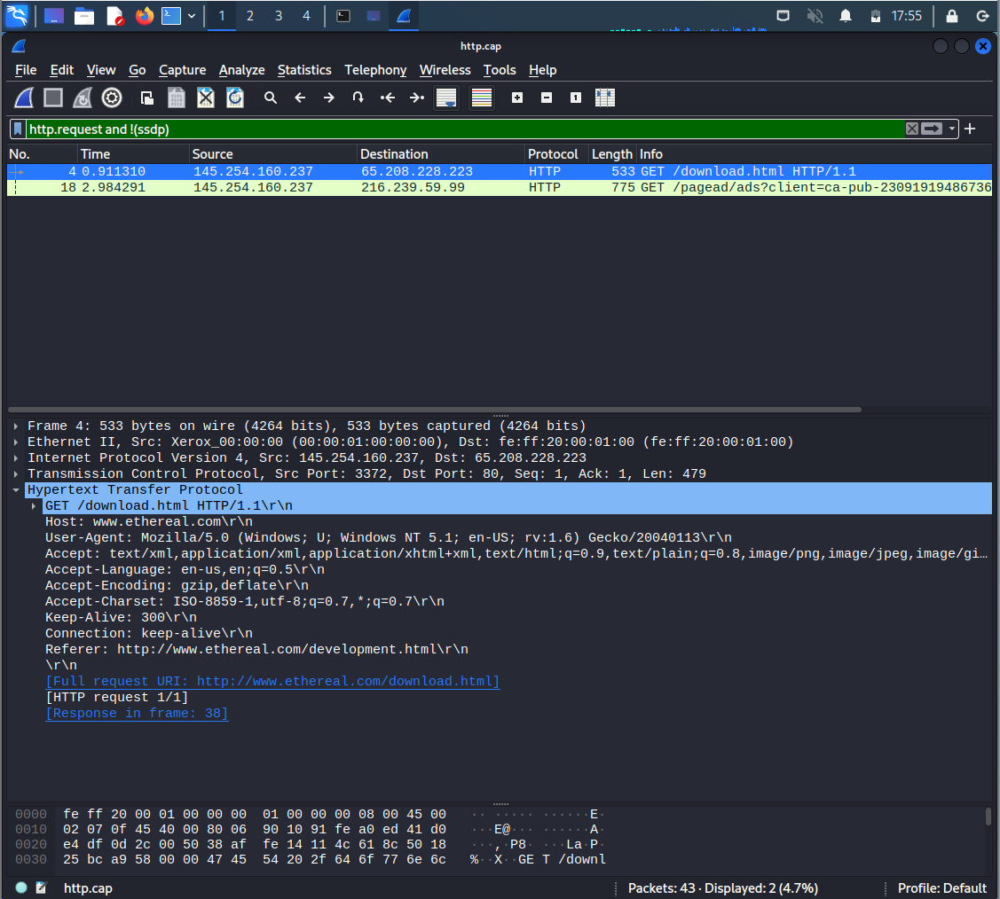 1 2 3 4 17:55
http.cap
File Edit View Go Capture Analyze Statistics Telephony Wireless Tools Help
http.request and !(ssdp)
No. Time Source Destination Protocol Length Info
4 0.911310 145.254.160.237 65.208.228.223 HTTP 533 GET /download.html HTTP/1.1
18 2.984291 145.254.160.237 216.239.59.99 HTTP 775 GET /pagead/ads?client=ca-pub-23091919486736
Frame 4: 533 bytes on wire (4264 bits), 533 bytes captured (4264 bits)
Ethernet II, Src: Xerox_00:00:00 (00:00:01:00:00:00), Dst: fe:ff:20:00:01:00 (fe:ff:20:00:01:00)
Internet Protocol Version 4, Src: 145.254.160.237, Dst: 65.208.228.223
Transmission Control Protocol, Src Port: 3372, Dst Port: 80, Seq: 1, Ack: 1, Len: 479
Hypertext Transfer Protocol
GET /download.html HTTP/1.1\r\n
Host: www.ethereal.com\r\n
User-Agent: Mozilla/5.0 (Windows; U; Windows NT 5.1; en-US; rv:1.6) Gecko/20040113\r\n
Accept: text/xml,application/xml,application/xhtml+xml,text/html;q=0.9,text/plain;q=0.8,image/png,image/jpeg,image/gi…
Accept-Language: en-us,en;q=0.5\r\n
Accept-Encoding: gzip,deflate\r\n
Accept-Charset: ISO-8859-1,utf-8;q=0.7,*;q=0.7\r\n
Keep-Alive: 300\r\n
Connection: keep-alive\r\n
Referer: http://www.ethereal.com/development.html\r\n
\r\n
[Full request URI: http://www.ethereal.com/download.html]
[HTTP request 1/1]
[Response in frame: 38]
0000 fe ff 20 00 01 00 00 00 01 00 00 00 08 00 45 00 ·· ····· ······E·
0010 02 07 0f 45 40 00 80 06 90 10 91 fe a0 ed 41 d0 ···E@··· ······A·
0020 e4 df 0d 2c 00 50 38 af fe 14 11 4c 61 8c 50 18 ···,·P8· ···La·P·
0030 25 bc a9 58 00 00 47 45 54 20 2f 64 6f 77 6e 6c %··X··GE T /downl
http.cap Packets: 43 · Displayed: 2 (4.7%) Profile: Default